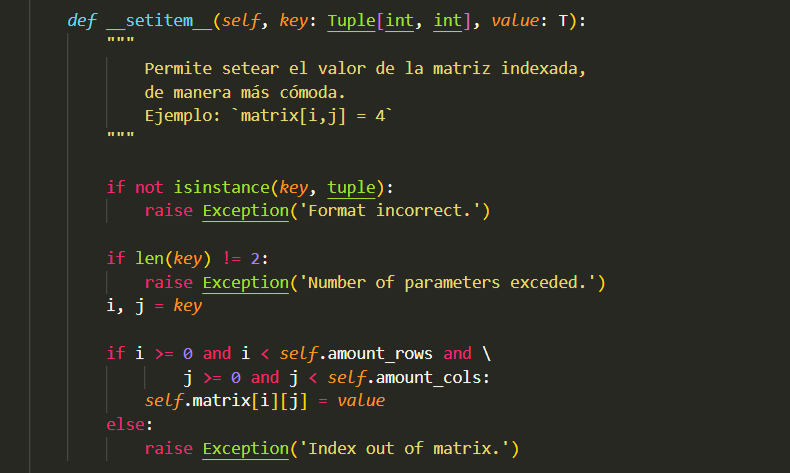 def __setitem__(self, key: Tuple[int, int], value: T):
"""
Permite setear el valor de la matriz indexada,
de manera más cómoda.
Ejemplo: `matrix[i,j] = 4`
"""
if not isinstance(key, tuple):
raise Exception('Format incorrect.')
if len(key) != 2:
raise Exception('Number of parameters exceded.')
i, j = key
if i >= 0 and i < self.amount_rows and \
j >= 0 and j < self.amount_cols:
self.matrix[i][j] = value
else:
raise Exception('Index out of matrix.')